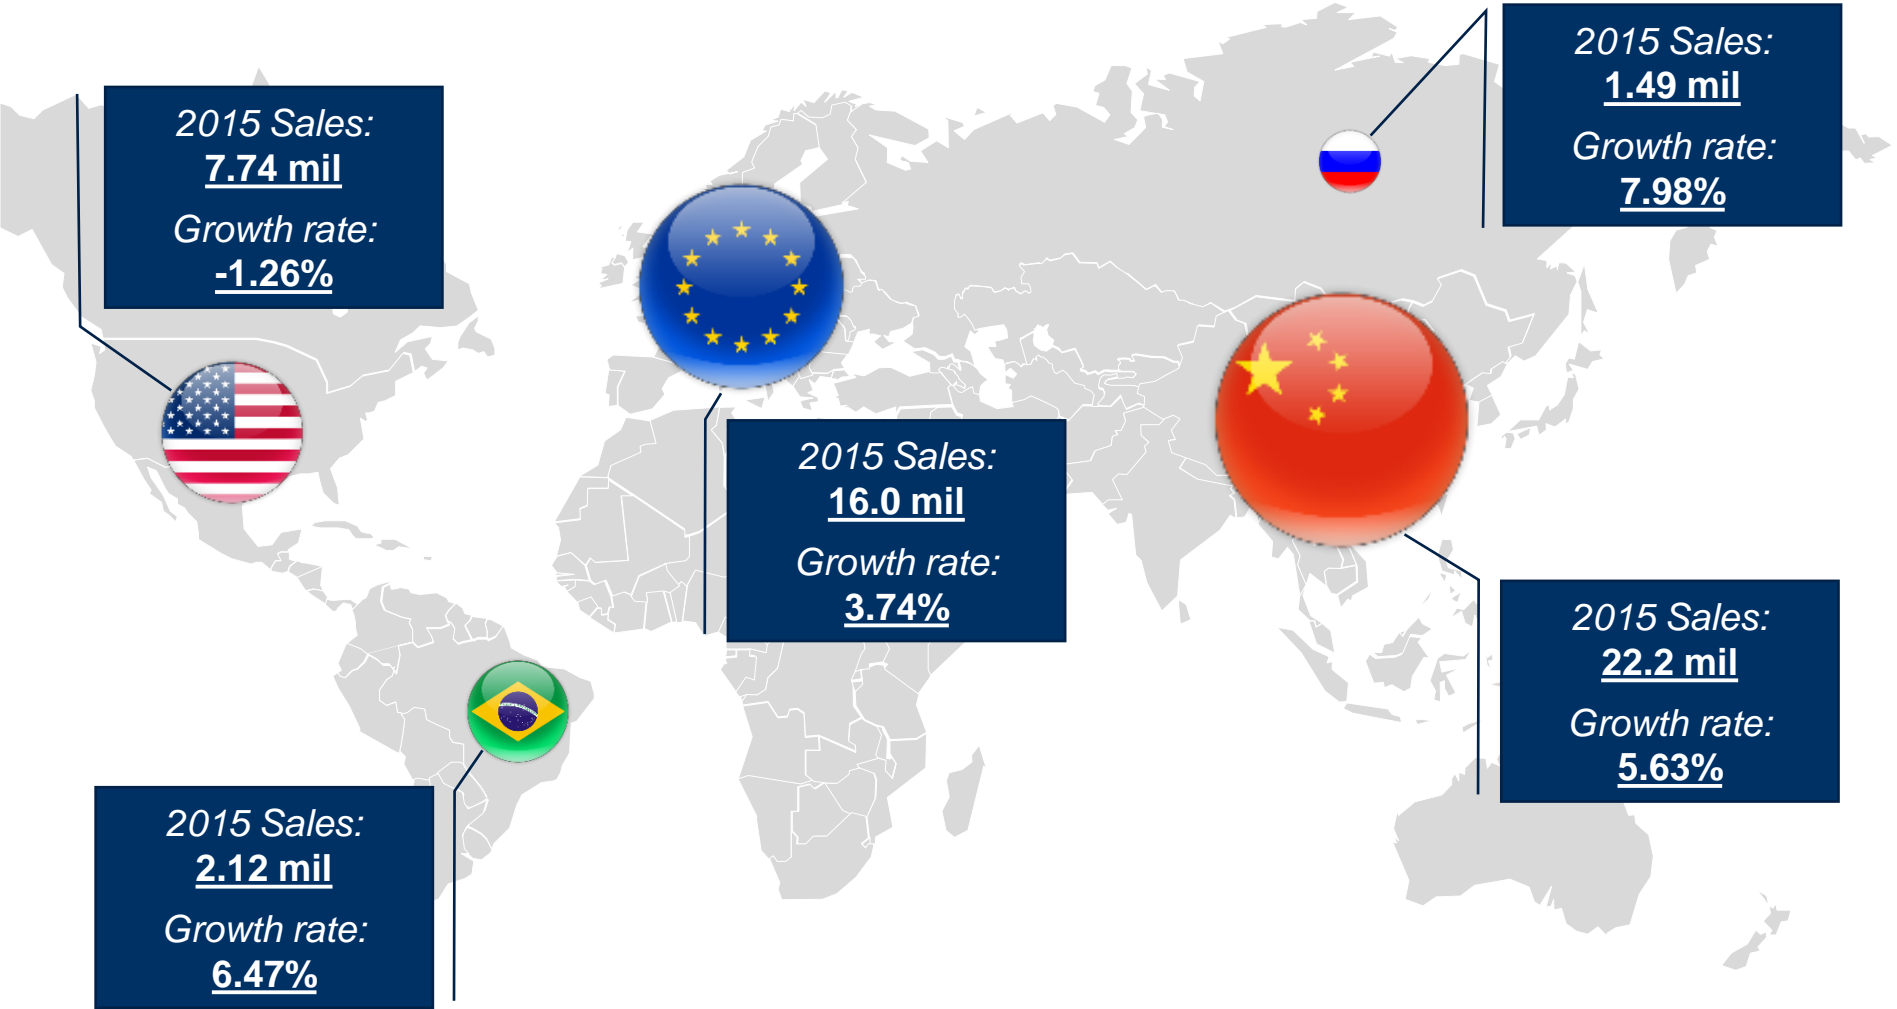 2015 Sales:
7.74 mil
Growth rate:
-1.26%
2015 Sales:
1.49 mil
Growth rate:
7.98%
2015 Sales:
16.0 mil
Growth rate:
3.74%
2015 Sales:
22.2 mil
Growth rate:
5.63%
2015 Sales:
2.12 mil
Growth rate:
6.47%